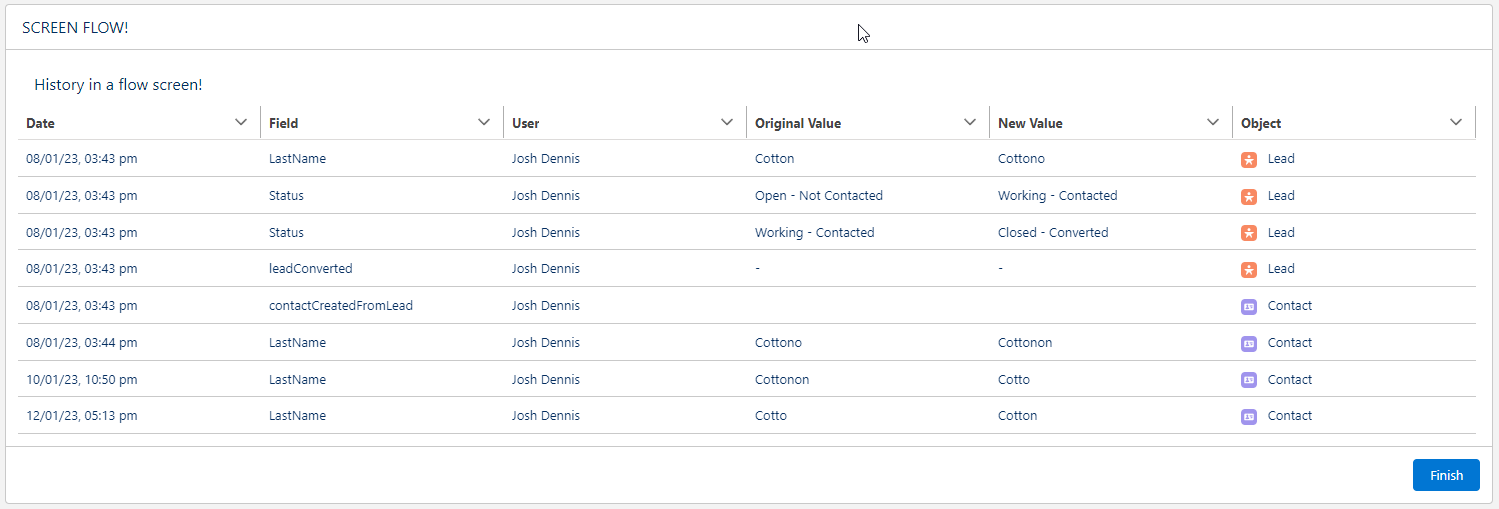 SCREEN FLOW!
History in a flow screen!
Date Field User Original Value New Value Object
08/01/23, 03:43 pm LastName Josh Dennis Cotton Cottono Lead
08/01/23, 03:43 pm Status Josh Dennis Open - Not Contacted Working - Contacted Lead
08/01/23, 03:43 pm Status Josh Dennis Working - Contacted Closed - Converted Lead
08/01/23, 03:43 pm leadConverted Josh Dennis - - Lead
08/01/23, 03:43 pm contactCreatedFromLead Josh Dennis Contact
08/01/23, 03:44 pm LastName Josh Dennis Cottono Cottonon Contact
10/01/23, 10:50 pm LastName Josh Dennis Cottonon Cotto Contact
12/01/23, 05:13 pm LastName Josh Dennis Cotto Cotton Contact
Finish